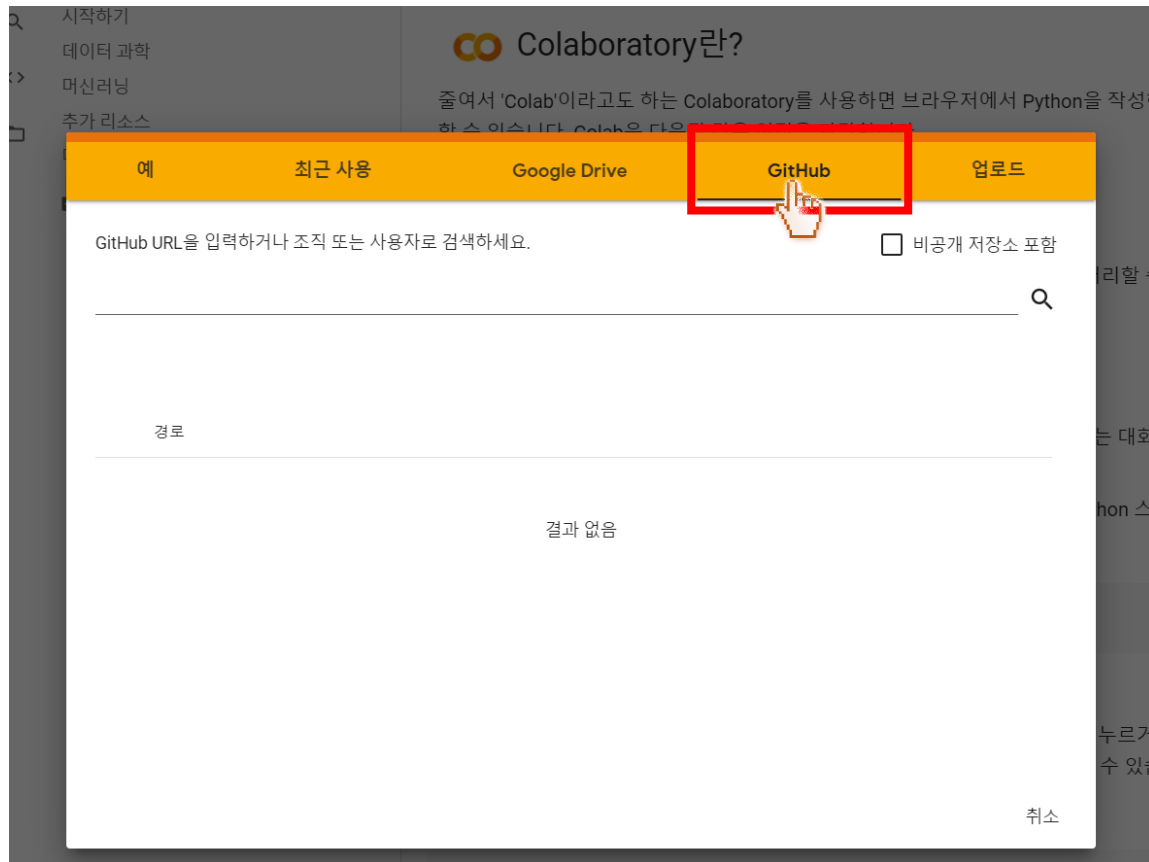 시작하기
데이터 과학
머신러닝
추가 리소스
Colaboratory란?
줄여서 'Colab'이라고도 하는 Colaboratory를 사용하면 브라우저에서 Python을 작성
예
최근 사용
Google Drive
GitHub
업로드
GitHub URL을 입력하거나 조직 또는 사용자로 검색하세요.
비공개 저장소 포함
경로
결과 없음
취소
리할
는 대화
hon
누르거
수 있